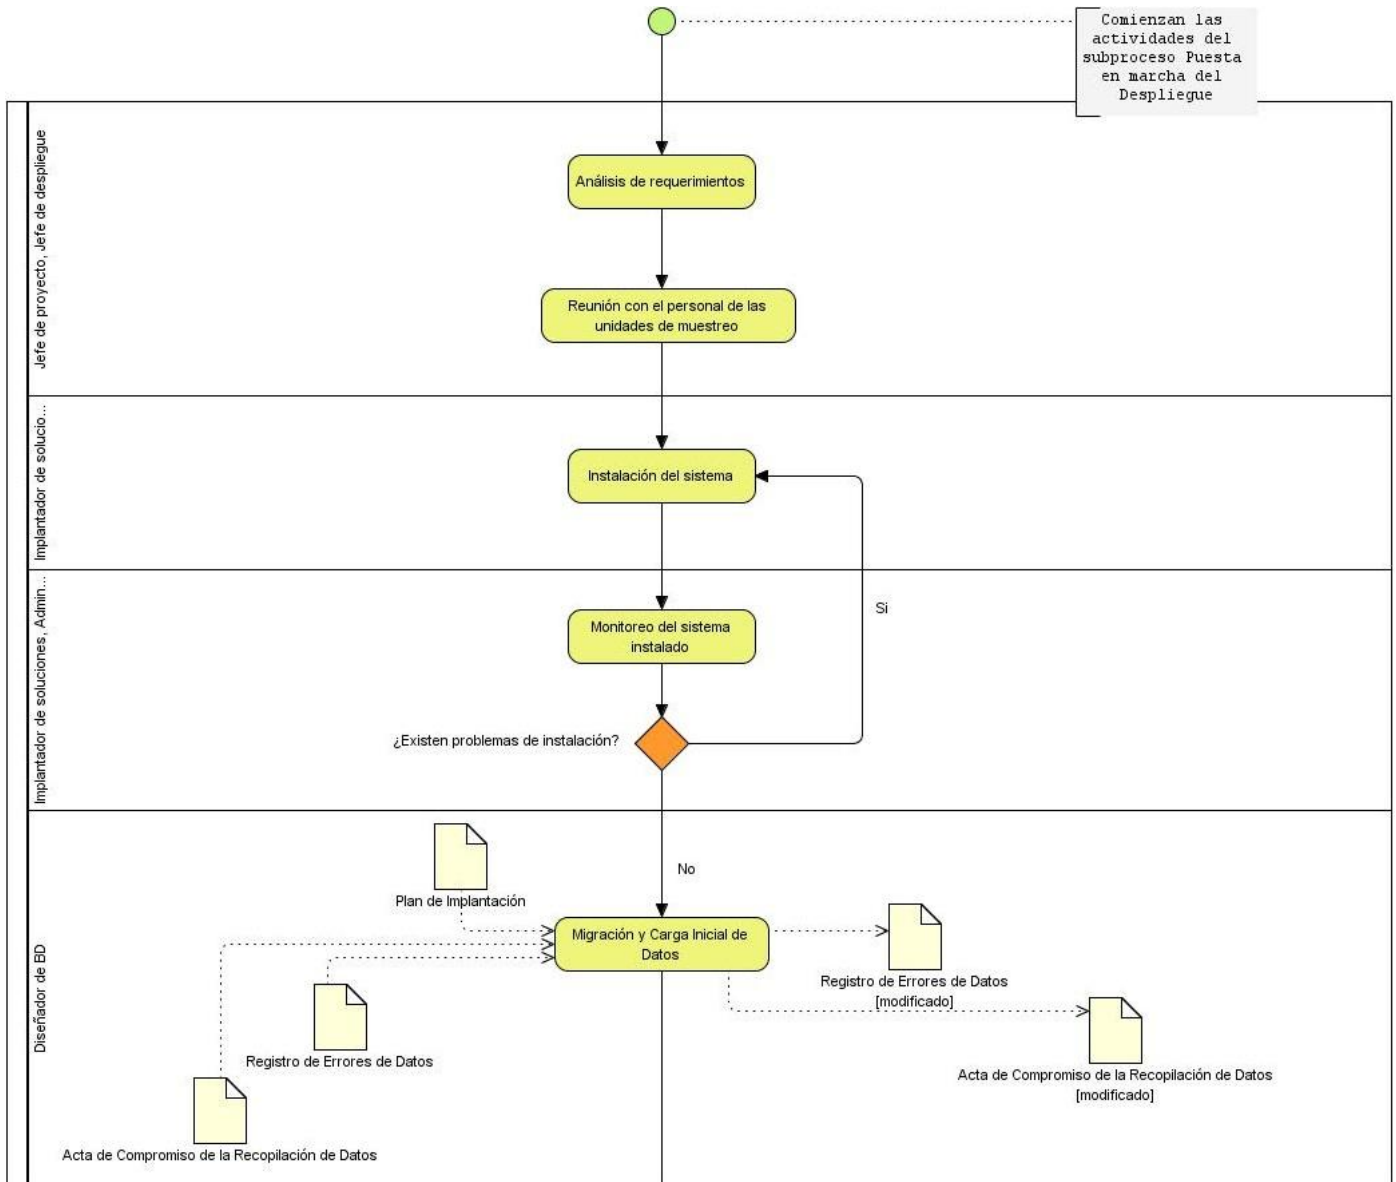 Comienzan las
actividades del
subproceso Puesta
en marcha del
Despliegue
Jefe de proyecto, Jefe de despliegue
Análisis de requerimientos
Reunión con el personal de las
unidades de muestreo
Implantador de solucio...
Instalación del sistema
Implantador de soluciones, Admin...
Si
Monitoreo del sistema
instalado
¿Existen problemas de instalación?
Diseñador de BD
No
Plan de Implantación
Migración y Carga Inicial de
Datos
Registro de Errores de Datos
[modificado]
Registro de Errores de Datos
Acta de Compromiso de la Recopilación de Datos
[modificado]
Acta de Compromiso de la Recopilación de Datos